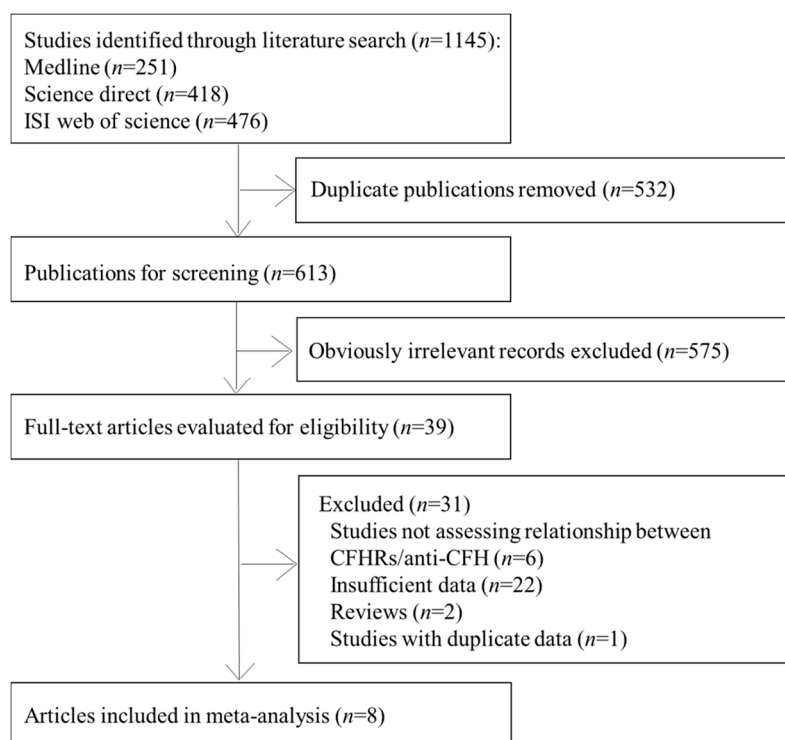 Studies identified through literature search (n=1145):
Medline (n=251)
Science direct (n=418)
ISI web of science (n=476)
Duplicate publications removed (n=532)
Publications for screening (n=613)
Obviously irrelevant records excluded (n=575)
Full-text articles evaluated for eligibility (n=39)
Excluded (n=31)
Studies not assessing relationship between
CFHRs/anti-CFH (n=6)
Insufficient data (n=22)
Reviews (n=2)
Studies with duplicate data (n=1)
Articles included in meta-analysis (n=8)